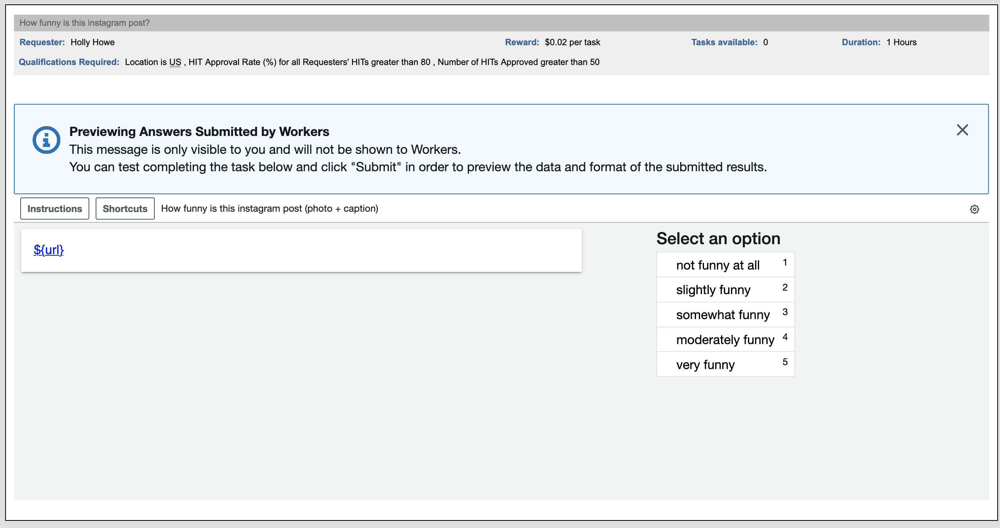 How funny is this instagram post?
Requester: Holly Howe Reward: $0.02 per task Tasks available: 0 Duration: 1 Hours
Qualifications Required: Location is US , HIT Approval Rate (%) for all Requesters' HITs greater than 80 , Number of HITs Approved greater than 50
Previewing Answers Submitted by Workers
This message is only visible to you and will not be shown to Workers.
You can test completing the task below and click "Submit" in order to preview the data and format of the submitted results.
Instructions Shortcuts How funny is this instagram post (photo + caption)
${url}
Select an option
not funny at all 1
slightly funny 2
somewhat funny 3
moderately funny 4
very funny 5